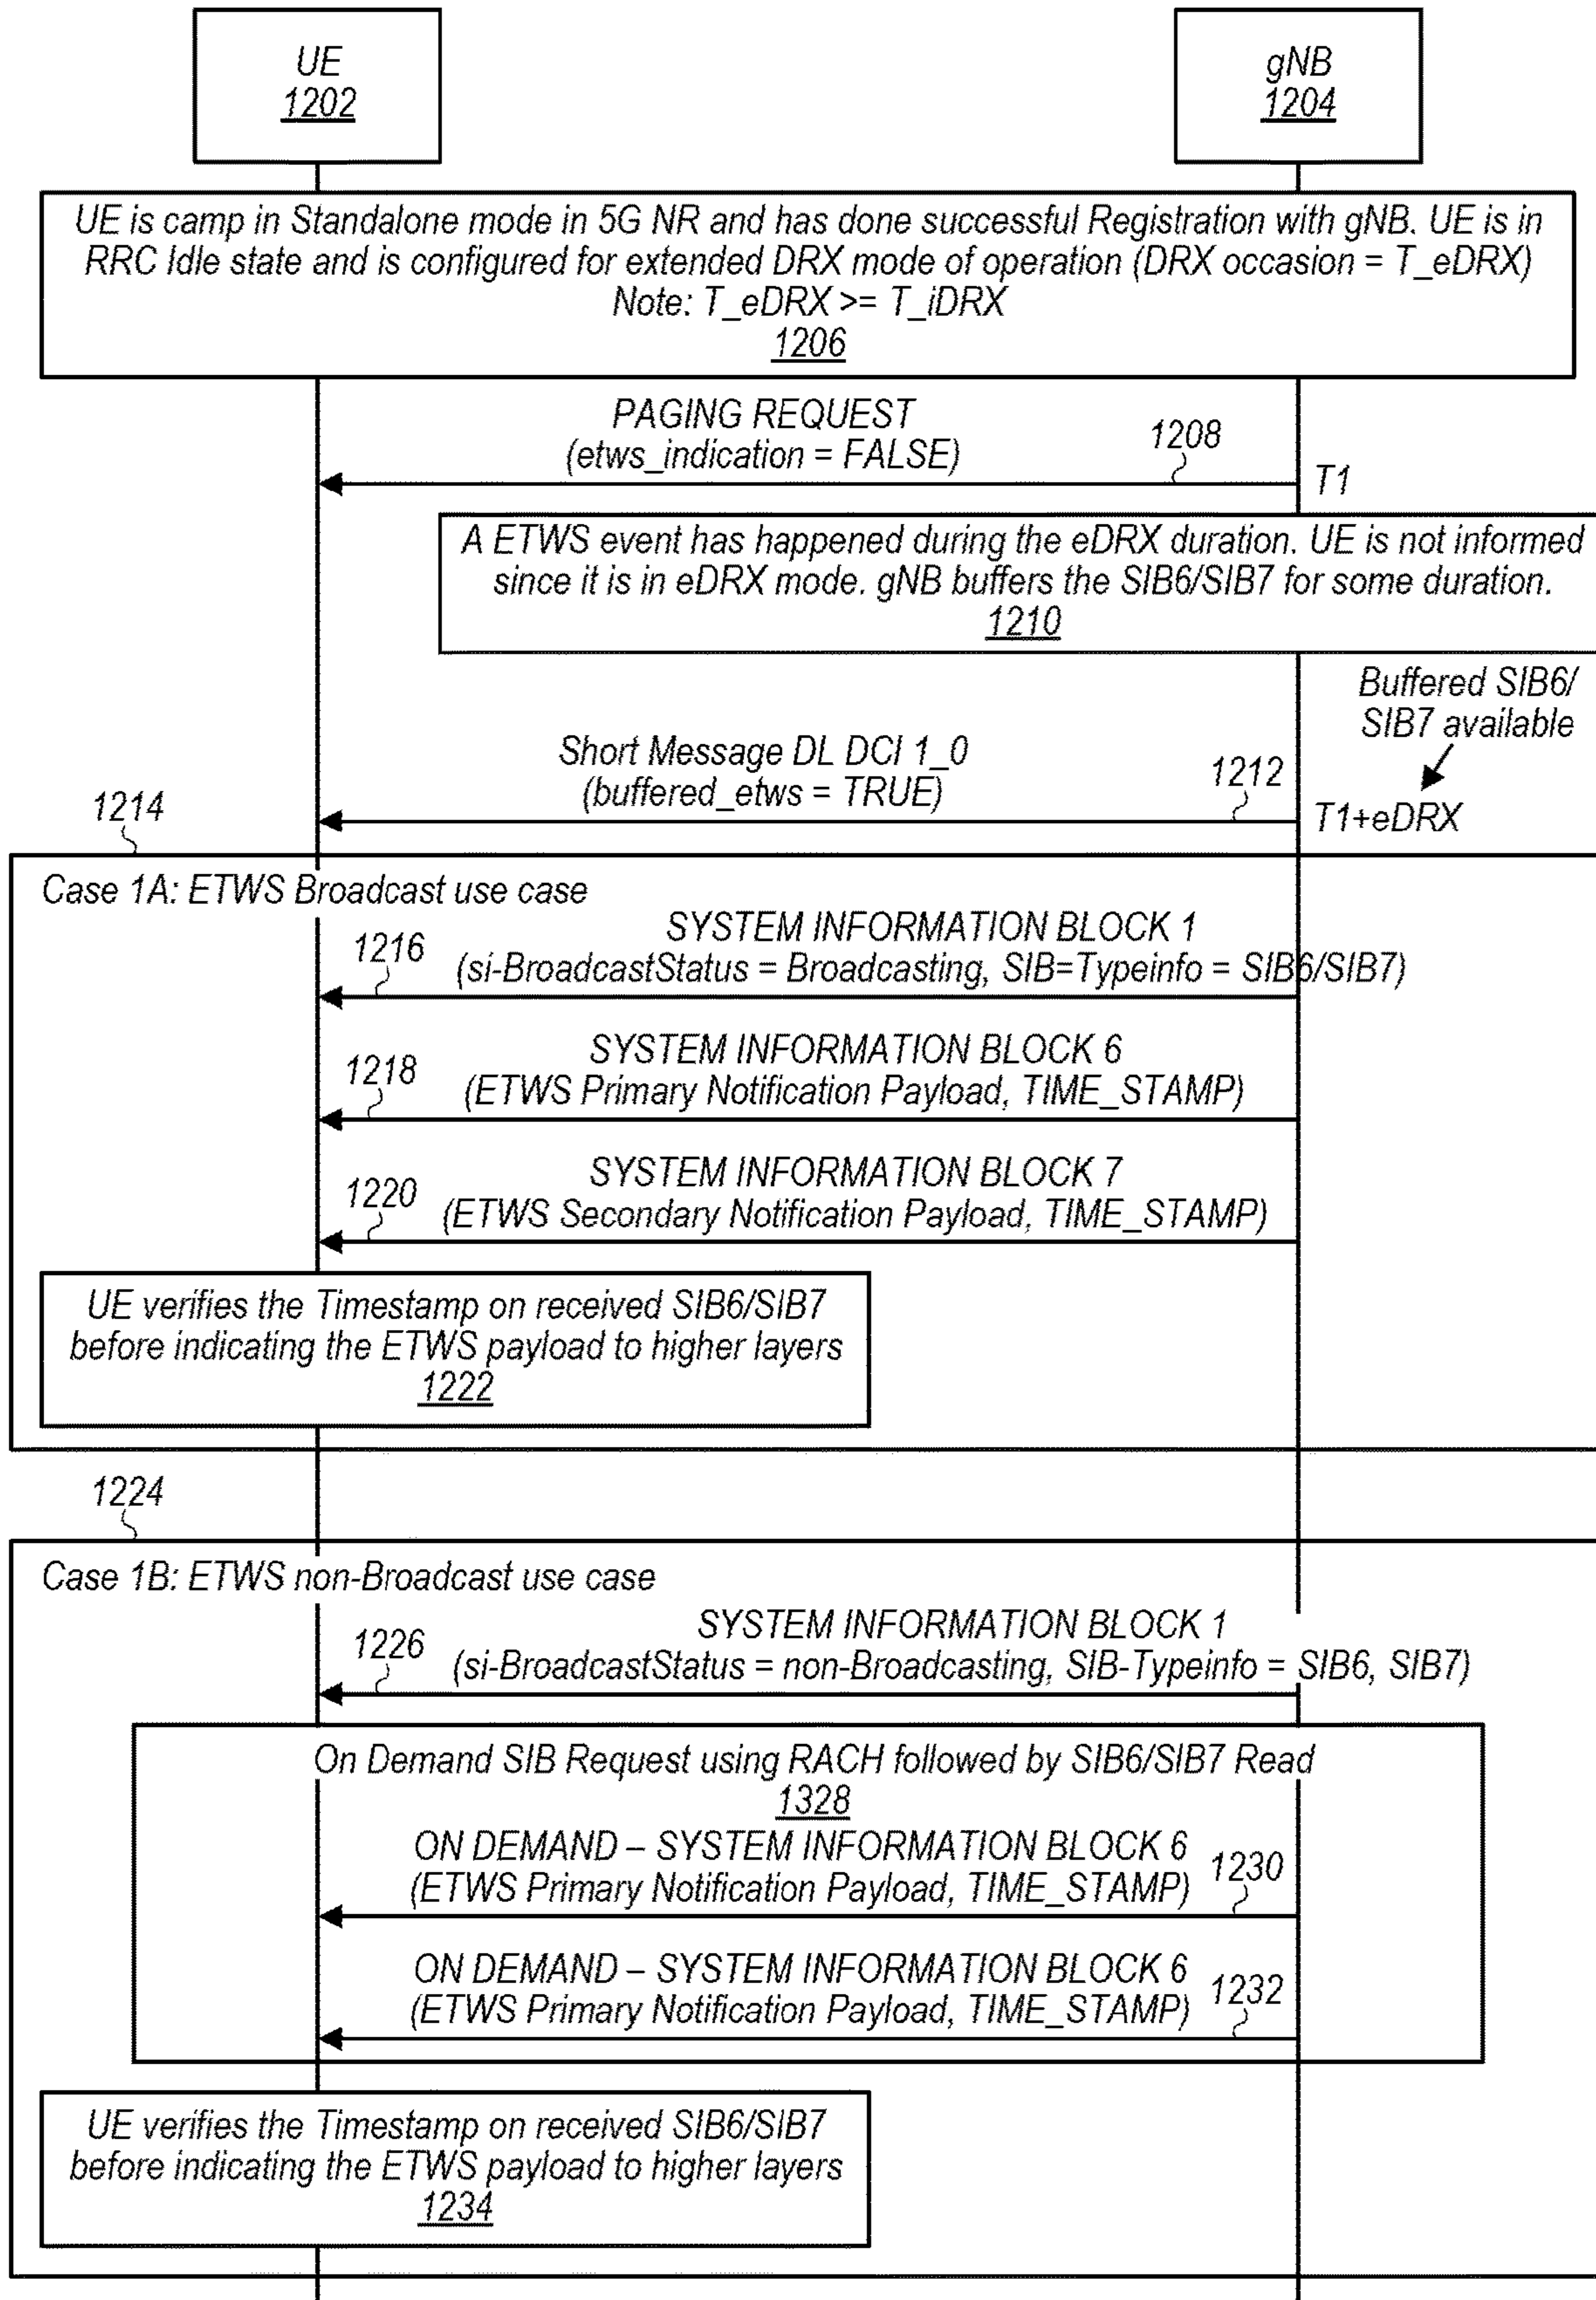 UE
1202
gNB
1204
UE is camp in Standalone mode in 5G NR and has done successful Registration with gNB. UE is in
RRC Idle state and is configured for extended DRX mode of operation (DRX occasion = T_eDRX)
Note: T_eDRX >= T_iDRX
1206
PAGING REQUEST
(etws_indication = FALSE)
1208
T1
A ETWS event has happened during the eDRX duration. UE is not informed
since it is in eDRX mode. gNB buffers the SIB6/SIB7 for some duration.
1210
Buffered SIB6/
SIB7 available
Short Message DL DCI 1_0
(buffered_etws = TRUE)
1212
T1+eDRX
1214
Case 1A: ETWS Broadcast use case
SYSTEM INFORMATION BLOCK 1
(si-BroadcastStatus = Broadcasting, SIB=Typeinfo = SIB6/SIB7)
1216
SYSTEM INFORMATION BLOCK 6
(ETWS Primary Notification Payload, TIME_STAMP)
1218
SYSTEM INFORMATION BLOCK 7
(ETWS Secondary Notification Payload, TIME_STAMP)
1220
UE verifies the Timestamp on received SIB6/SIB7
before indicating the ETWS payload to higher layers
1222
1224
Case 1B: ETWS non-Broadcast use case
SYSTEM INFORMATION BLOCK 1
(si-BroadcastStatus = non-Broadcasting, SIB-Typeinfo = SIB6, SIB7)
1226
On Demand SIB Request using RACH followed by SIB6/SIB7 Read
1328
ON DEMAND – SYSTEM INFORMATION BLOCK 6
(ETWS Primary Notification Payload, TIME_STAMP)
1230
ON DEMAND – SYSTEM INFORMATION BLOCK 6
(ETWS Primary Notification Payload, TIME_STAMP)
1232
UE verifies the Timestamp on received SIB6/SIB7
before indicating the ETWS payload to higher layers
1234